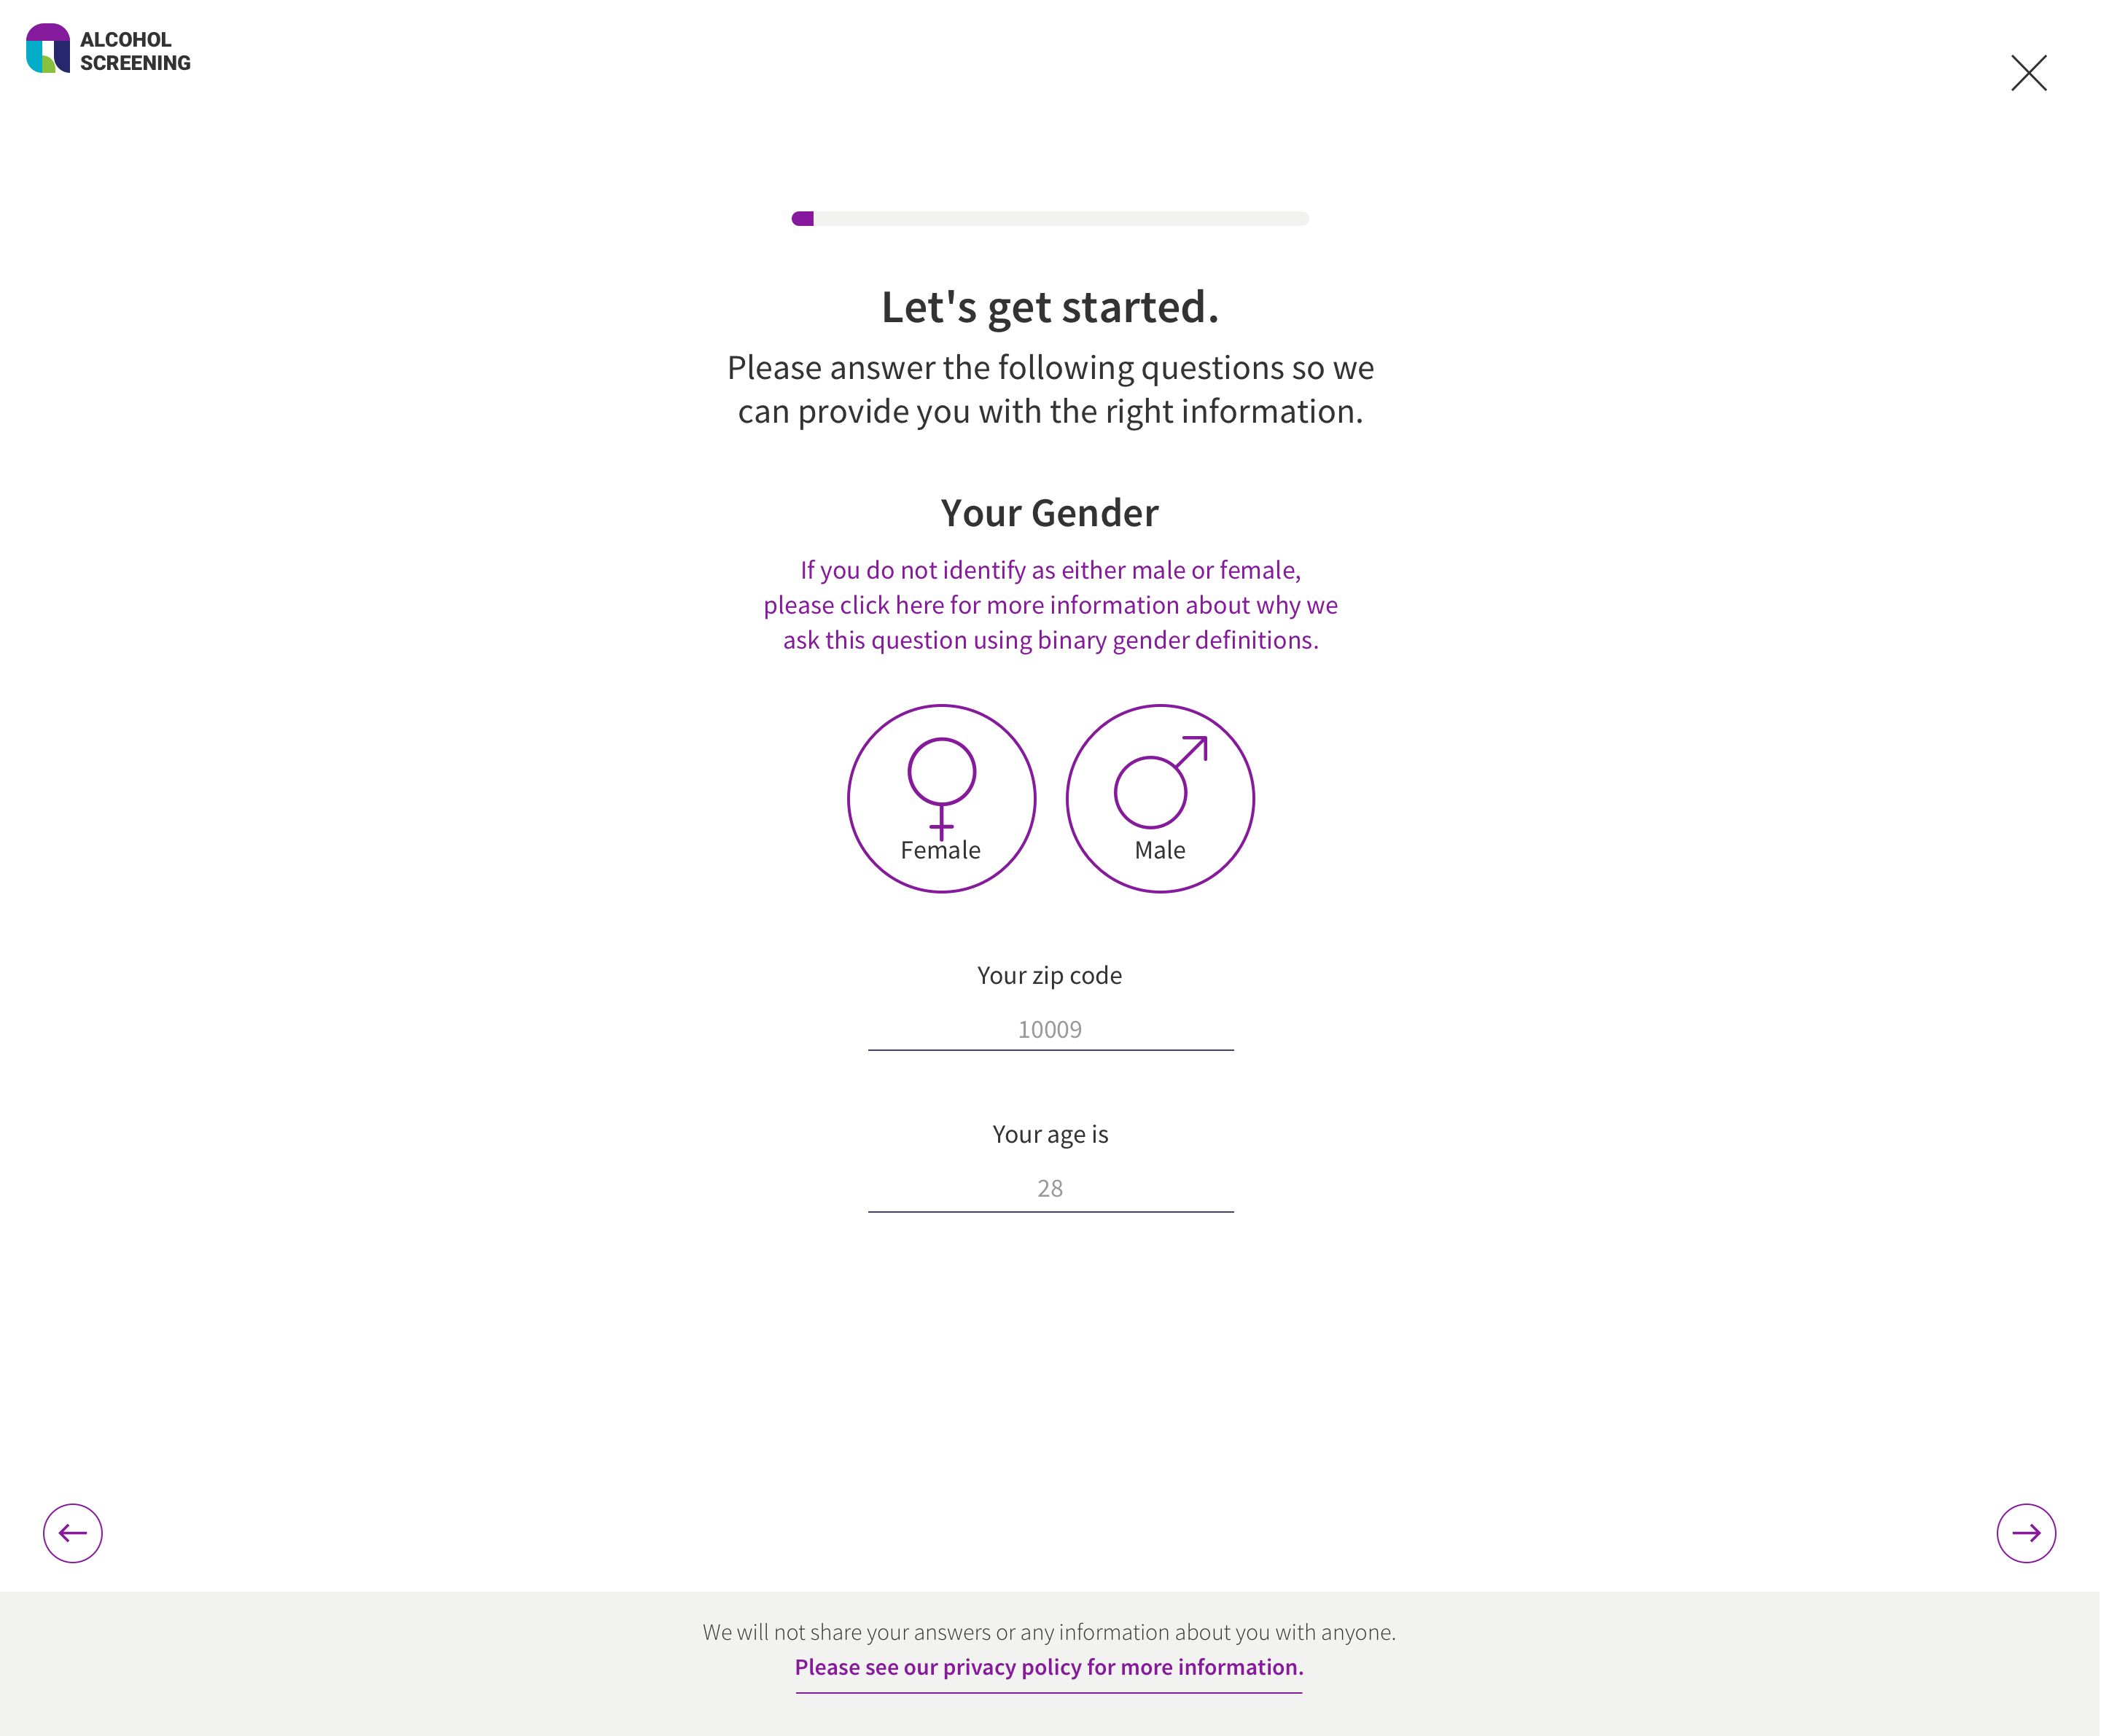 ALCOHOL
SCREENING
Let's get started.
Please answer the following questions so we
can provide you with the right information.
Your Gender
If you do not identify as either male or female,
please click here for more information about why we
ask this question using binary gender definitions.
Female
Male
Your zip code
10009
Your age is
28
We will not share your answers or any information about you with anyone.
Please see our privacy policy for more information.